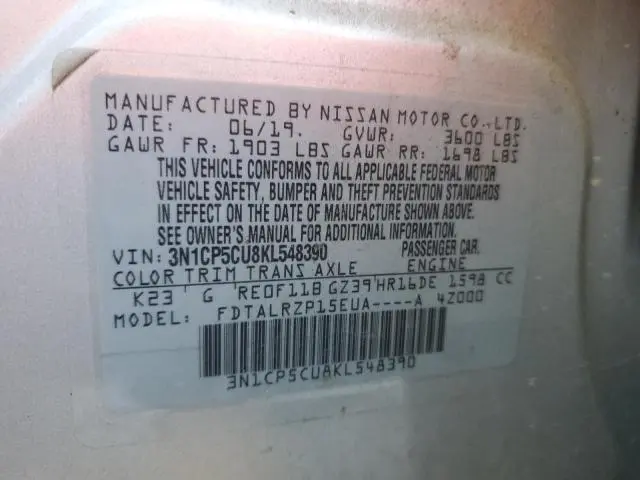 MANUFACTURED BY NISSAN MOTOR CO.,LTD.
DATE: 06/19. GVWR: 3600 LBS
GAWR FR: 1903 LBS GAWR RR: 1698 LBS
THIS VEHICLE CONFORMS TO ALL APPLICABLE FEDERAL MOTOR
VEHICLE SAFETY, BUMPER AND THEFT PREVENTION STANDARDS
IN EFFECT ON THE DATE OF MANUFACTURE SHOWN ABOVE.
SEE OWNER'S MANUAL FOR ADDITIONAL INFORMATION.
VIN: 3N1CP5CU8KL548390 PASSENGER CAR.
COLOR TRIM TRANS AXLE ENGINE
K23 G RE0F11B GZ39 HR16DE 1598 CC
MODEL: FDTALRZP15EUA----A 4Z000
3N1CP5CU8KL548390